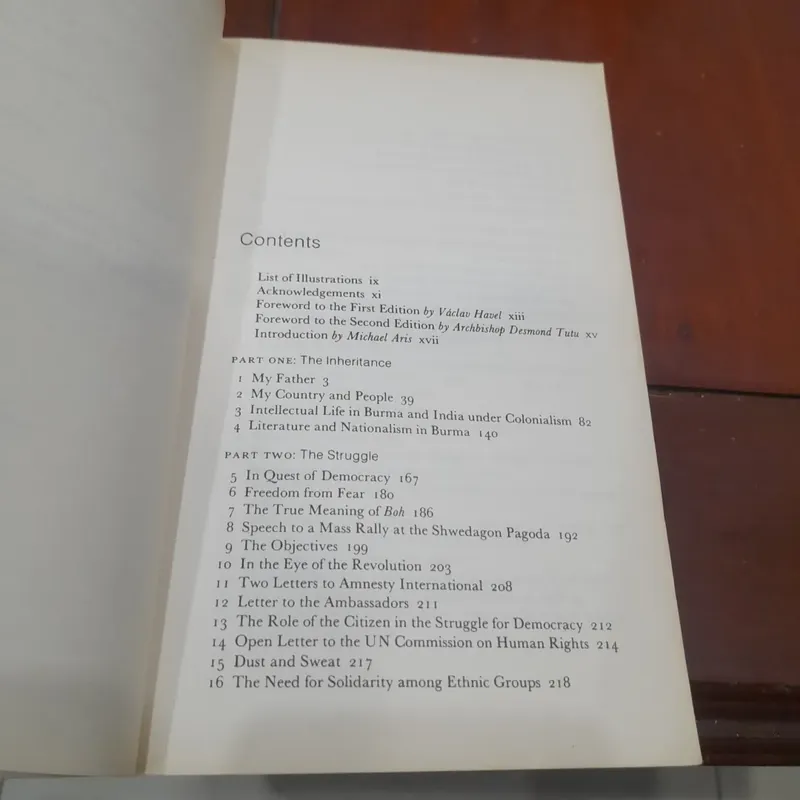 Contents
List of Illustrations ix
Acknowledgements xi
Foreword to the First Edition by Václav Havel xiii
Foreword to the Second Edition by Archbishop Desmond Tutu xv
Introduction by Michael Aris xvii
PART ONE: The Inheritance
1 My Father 3
2 My Country and People 39
3 Intellectual Life in Burma and India under Colonialism 82
4 Literature and Nationalism in Burma 140
PART TWO: The Struggle
5 In Quest of Democracy 167
6 Freedom from Fear 180
7 The True Meaning of Boh 186
8 Speech to a Mass Rally at the Shwedagon Pagoda 192
9 The Objectives 199
10 In the Eye of the Revolution 203
11 Two Letters to Amnesty International 208
12 Letter to the Ambassadors 211
13 The Role of the Citizen in the Struggle for Democracy 212
14 Open Letter to the UN Commission on Human Rights 214
15 Dust and Sweat 217
16 The Need for Solidarity among Ethnic Groups 218